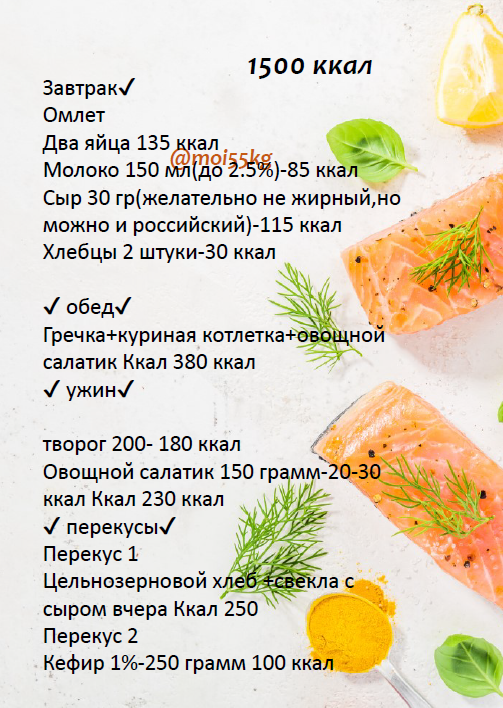 1500 ккал
Завтрак✓
Омлет
Два яйца 135 ккал
@moi55kg
Молоко 150 мл(до 2.5%)-85 ккал
Сыр 30 гр(желательно не жирный,но
можно и российский)-115 ккал
Хлебцы 2 штуки-30 ккал
✓ обед✓
Гречка+куриная котлетка+овощной
салатик Ккал 380 ккал
✓ ужин✓
творог 200- 180 ккал
Овощной салатик 150 грамм-20-30
ккал Ккал 230 ккал
✓ перекусы✓
Перекус 1
Цельнозерновой хлеб +свекла с
сыром вчера Ккал 250
Перекус 2
Кефир 1%-250 грамм 100 ккал